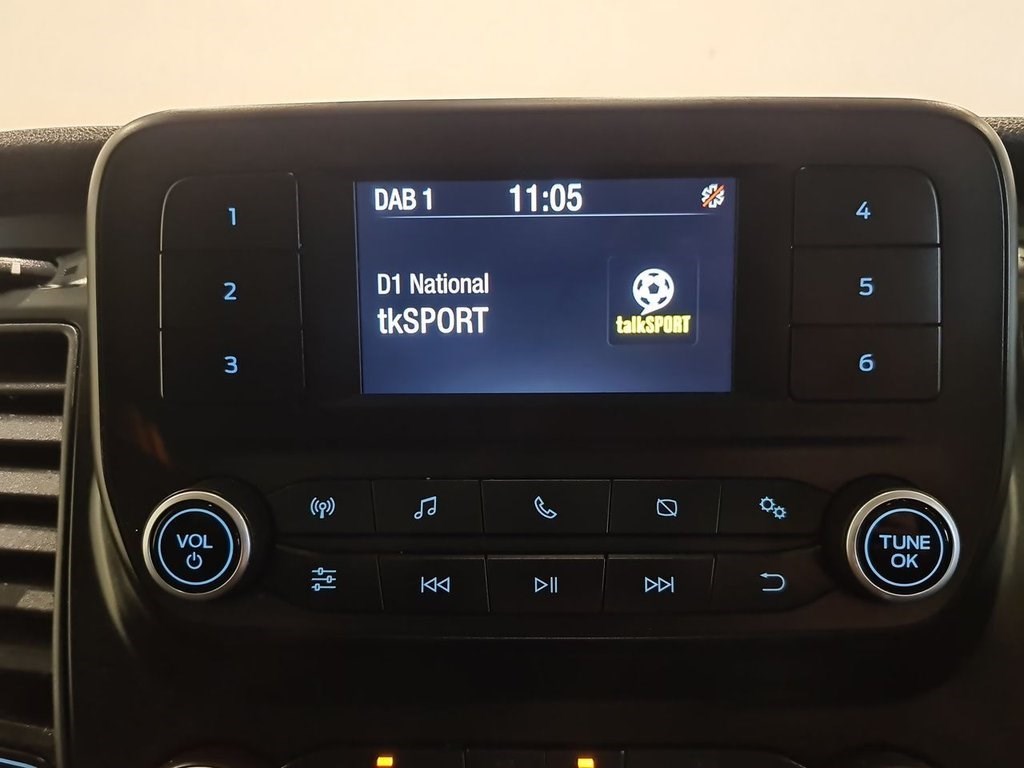 DAB 1 11:05
D1 National
tkSPORT
talkSPORT
1
2
3
4
5
6
VOL
TUNE
OK